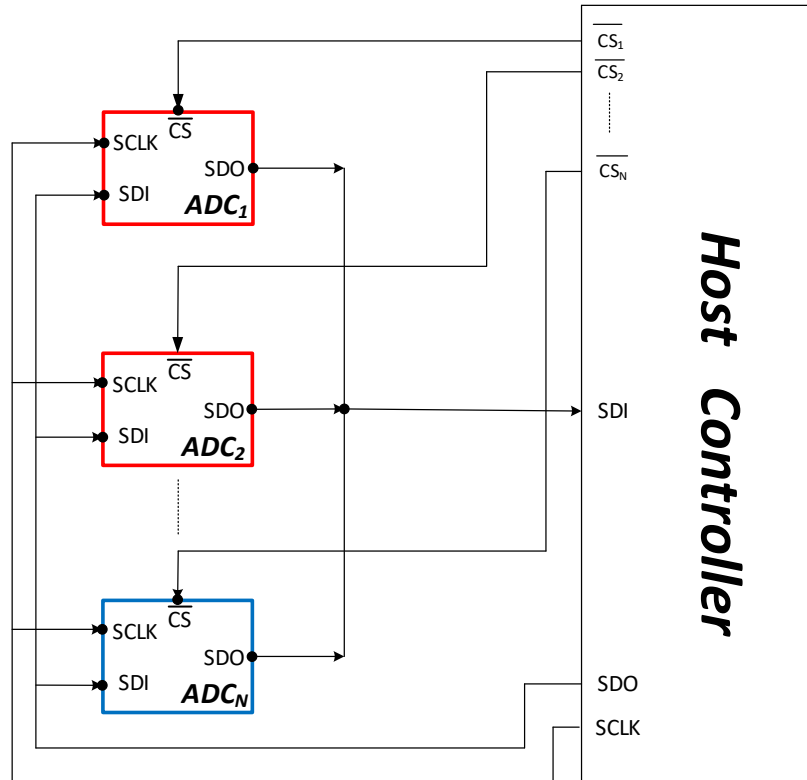 CS₁
CS₂
CS
SCLK
SDO
SDI
ADC₁
CSₙ
CS
SCLK
SDO
SDI
ADC₂
Host Controller
SDI
CS
SCLK
SDO
SDI
ADCₙ
SDO
SCLK